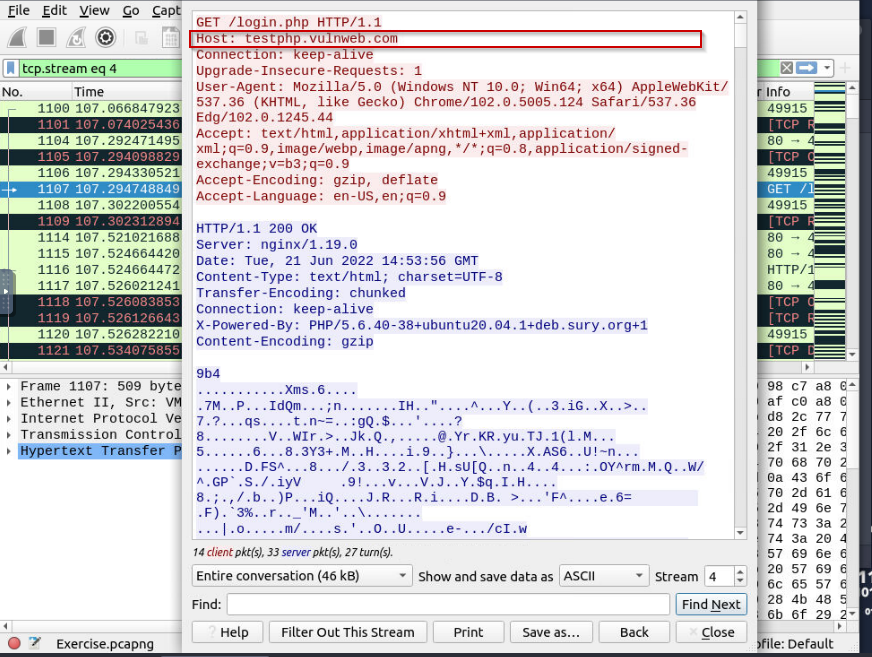 File Edit View Go Capt
tcp.stream eq 4
No. Time
1100 107.066847923
1101 107.074025436
1104 107.292471495
1105 107.294098829
1106 107.294330521
1107 107.294748849
1108 107.302200554
1109 107.302312894
1114 107.521021688
1115 107.524664420
1116 107.524664472
1117 107.526021241
1118 107.526083853
1119 107.526126643
1120 107.526282210
1121 107.534075855
Frame 1107: 509 byte
Ethernet II, Src: VM
Internet Protocol Ve
Transmission Control
Hypertext Transfer P
Exercise.pcapng
GET /login.php HTTP/1.1
Host: testphp.vulnweb.com
Connection: keep-alive
Upgrade-Insecure-Requests: 1
User-Agent: Mozilla/5.0 (Windows NT 10.0; Win64; x64) AppleWebKit/
537.36 (KHTML, like Gecko) Chrome/102.0.5005.124 Safari/537.36
Edg/102.0.1245.44
Accept: text/html,application/xhtml+xml,application/
xml;q=0.9,image/webp,image/apng,*/*;q=0.8,application/signed-
exchange;v=b3;q=0.9
Accept-Encoding: gzip, deflate
Accept-Language: en-US,en;q=0.9
HTTP/1.1 200 OK
Server: nginx/1.19.0
Date: Tue, 21 Jun 2022 14:53:56 GMT
Content-Type: text/html; charset=UTF-8
Transfer-Encoding: chunked
Connection: keep-alive
X-Powered-By: PHP/5.6.40-38+ubuntu20.04.1+deb.sury.org+1
Content-Encoding: gzip
9b4
...........Xms.6....
.7M..P...IdQm...;n.......IH.."....^...Y..(..3.iG..X..>..
7.?...qs....t.n~=..:gQ.$...'....?
8........V..WIr.>..Jk.Q.,.....@.Yr.KR.yu.TJ.1(l.M...
5......6...8.3Y3+.M..H....i.9..}...\.....X.AS6..U!~n...
......D.FS^...8.../.3..3.2..[.H.sU[Q..n..4..4...:.OY^rm.M.Q..W/
^.GP`.S./.iyV .9!...v...V.J..Y.$q.I.H....
8.;.,/.b..)P...iQ....J.R...R.i....D.B. >...'F^....e.6=
.F).`3%..r.._'M..'..\.......
...|.o.....m/....s.'..O..U.....e-.../cI.w
14 client pkt(s), 33 server pkt(s), 27 turn(s).
Entire conversation (46 kB) Show and save data as ASCII Stream 4
Find: Find Next
Help Filter Out This Stream Print Save as… Back Close
Info
49915
[TCP R
80 → 4
[TCP O
49915
GET /l
49915
[TCP R
80 → 4
80 → 4
HTTP/1
80 → 4
[TCP O
[TCP R
49915
[TCP D
98 c7 a8 0
af c0 a8 0
d8 2c 77 7
20 2f 6c 6
2f 31 2e 3
70 68 70 2
0a 43 6f 6
70 2d 61 6
2d 49 6e 7
74 73 3a 2
74 3a 20 4
57 69 6e 6
20 57 69 6
6c 65 57 6
28 4b 48 5
6b 6f 29 2
ofile: Default